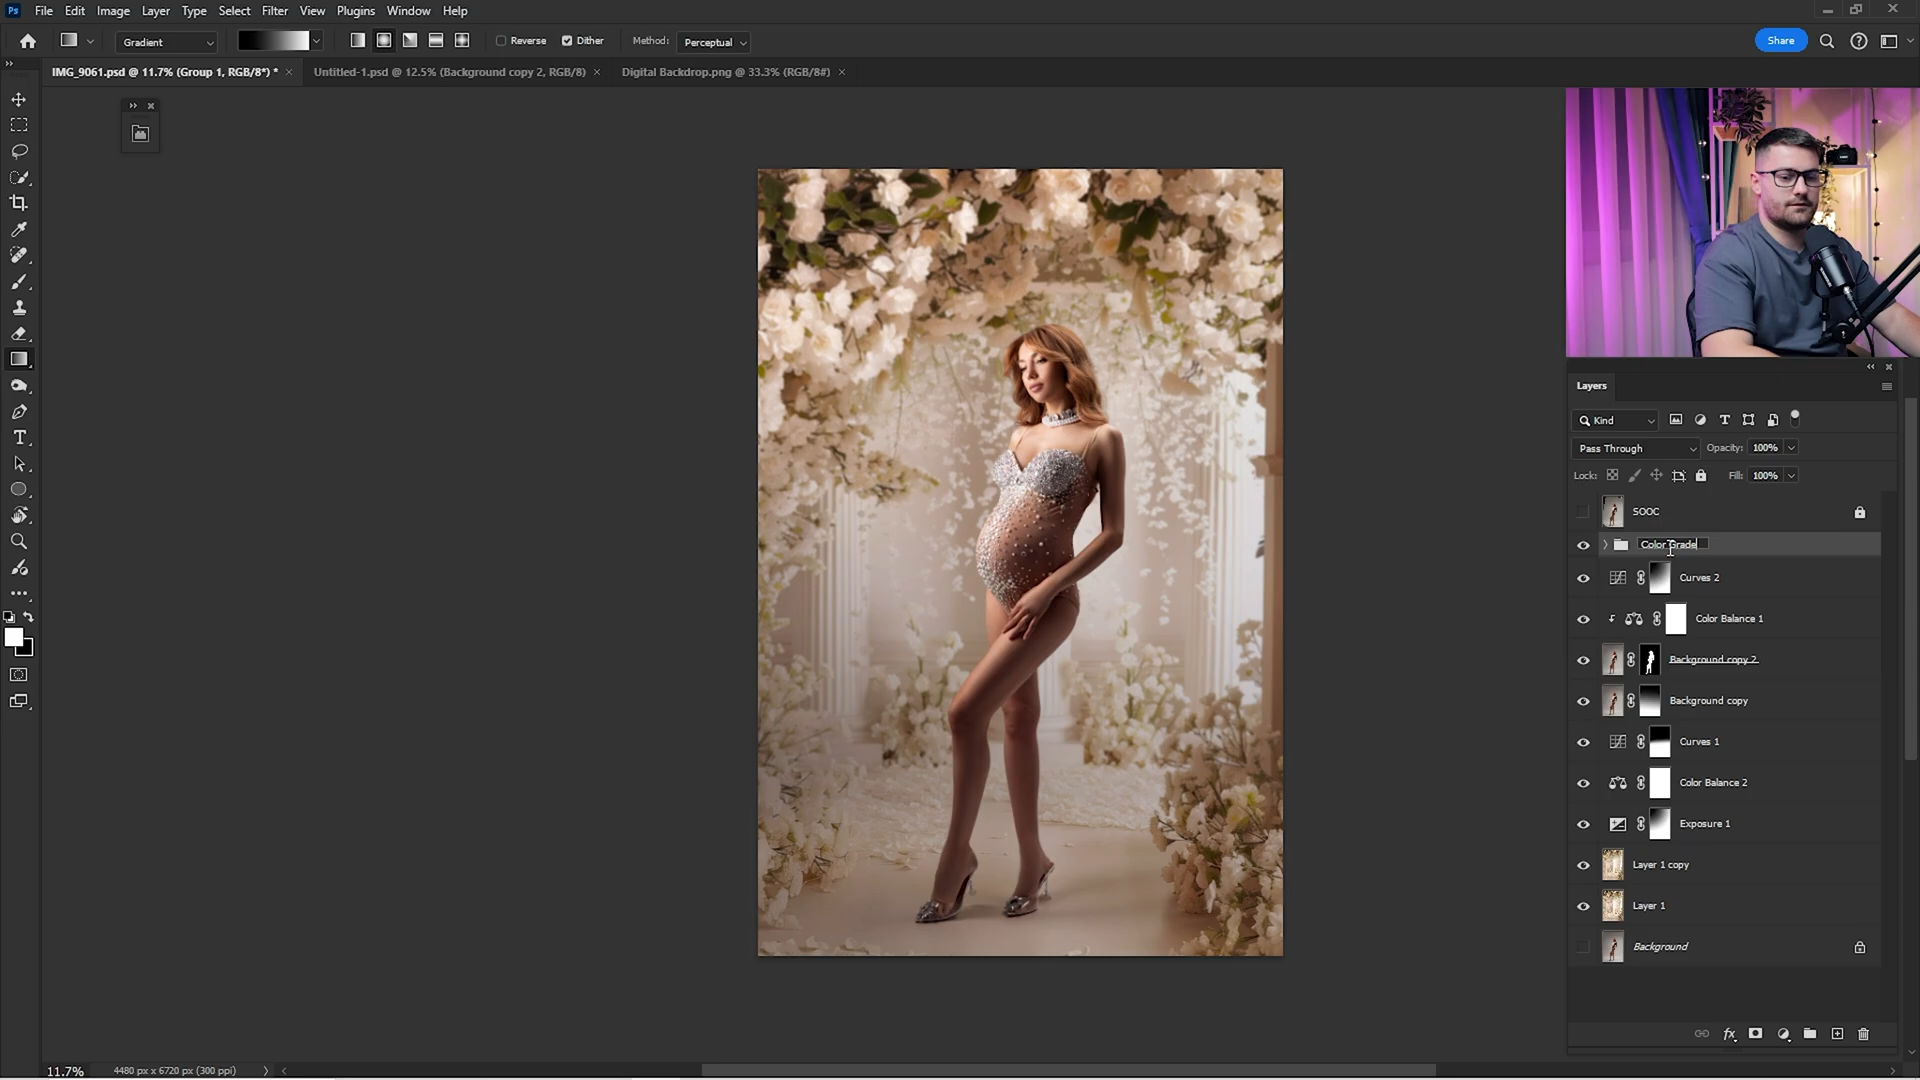 Ps File Edit Image Layer Type Select Filter View Plugins Window Help
Gradient Reverse Dither Method: Perceptual Share
IMG_9061.psd @ 11.7% (Group 1, RGB/8*) * Untitled-1.psd @ 12.5% (Background copy 2, RGB/8) Digital Backdrop.png @ 33.3% (RGB/8#)
Layers
Kind
Pass Through Opacity: 100%
Lock: Fill: 100%
SOOC
Color Grade
Curves 2
Color Balance 1
Background copy 2
Background copy
Curves 1
Color Balance 2
Exposure 1
Layer 1 copy
Layer 1
Background
fx
11.7% 4480 px x 6720 px (300 ppi)